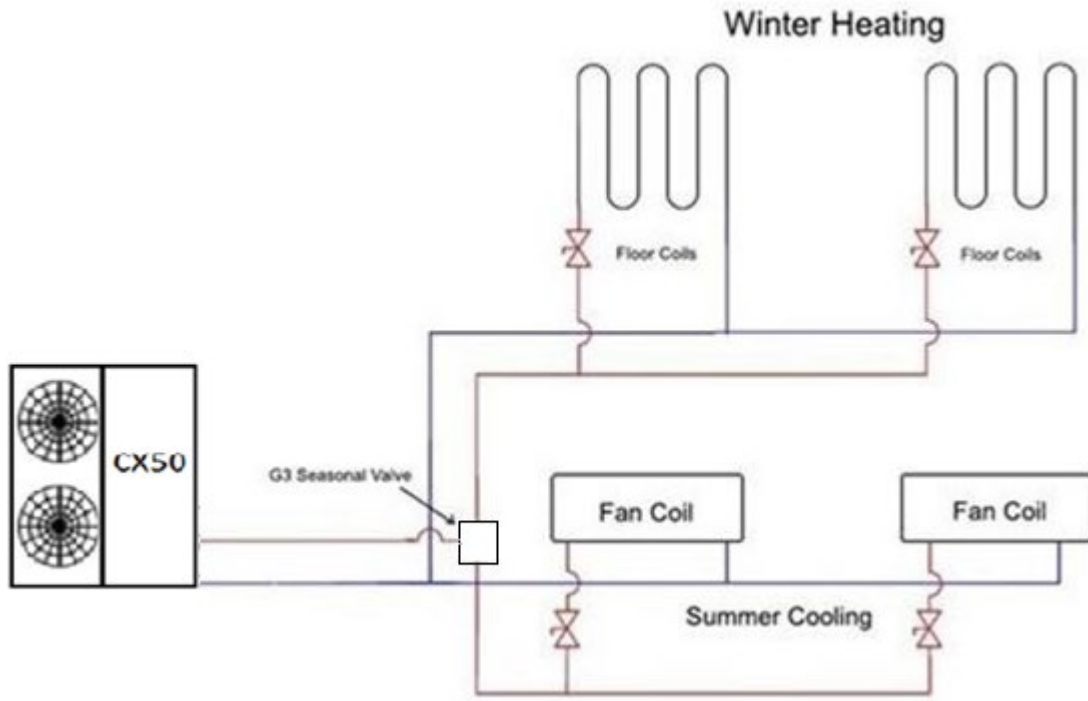 Winter Heating
Floor Coils
Floor Coils
CX50
G3 Seasonal Valve
Fan Coil
Fan Coil
Summer Cooling